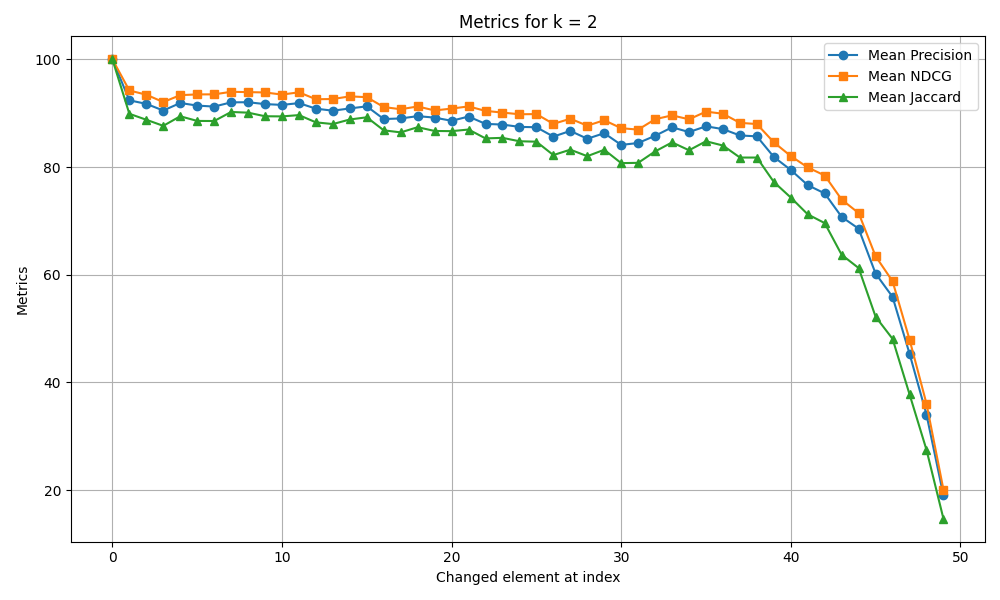 Metrics for k = 2
Mean Precision
Mean NDCG
Mean Jaccard
Metrics
100
80
60
40
20
0 10 20 30 40 50
Changed element at index